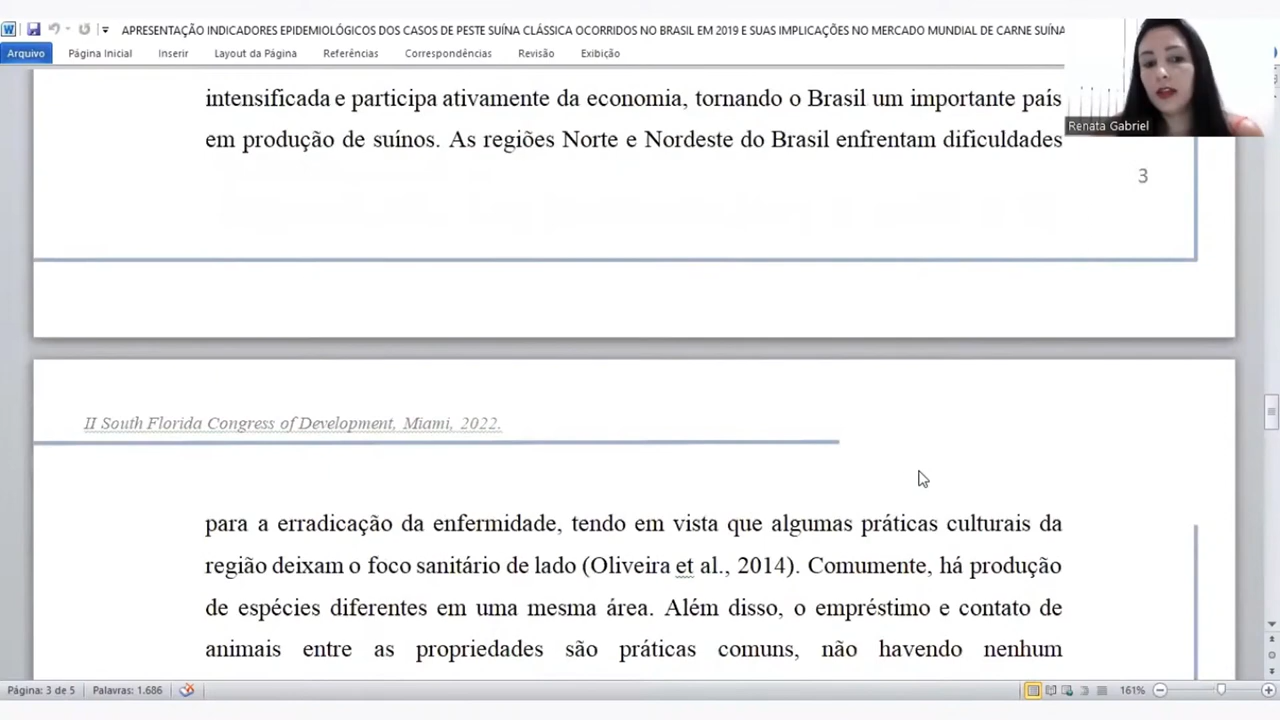 APRESENTAÇÃO INDICADORES EPIDEMIOLÓGICOS DOS CASOS DE PESTE SUÍNA CLÁSSICA OCORRIDOS NO BRASIL EM 2019 E SUAS IMPLICAÇÕES NO MERCADO MUNDIAL DE CARNE SUÍNA
Arquivo Página Inicial Inserir Layout da Página Referências Correspondências Revisão Exibição
intensificada e participa ativamente da economia, tornando o Brasil um importante país
Renata Gabriel
em produção de suínos. As regiões Norte e Nordeste do Brasil enfrentam dificuldades
3
II South Florida Congress of Development, Miami, 2022.
para a erradicação da enfermidade, tendo em vista que algumas práticas culturais da
região deixam o foco sanitário de lado (Oliveira et al., 2014). Comumente, há produção
de espécies diferentes em uma mesma área. Além disso, o empréstimo e contato de
animais entre as propriedades são práticas comuns, não havendo nenhum
Página: 3 de 5 Palavras: 1.686 161%